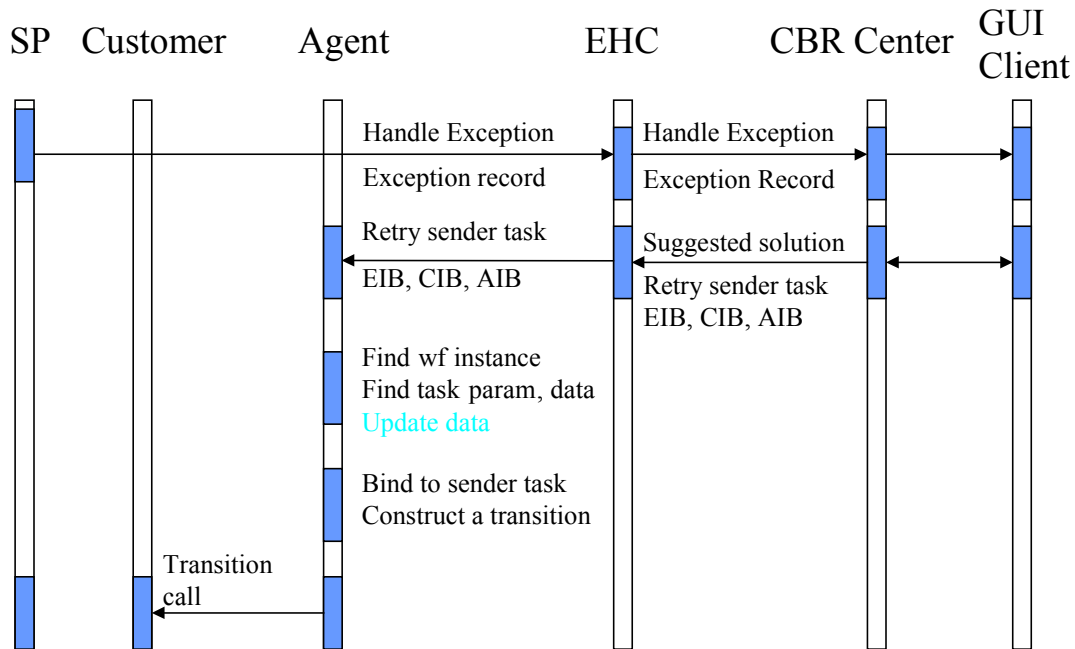 SP
Customer
Agent
EHC
CBR Center
GUI
Client
Handle Exception
Exception record
Handle Exception
Exception Record
Retry sender task
EIB, CIB, AIB
Suggested solution
Retry sender task
EIB, CIB, AIB
Find wf instance
Find task param, data
Update data
Bind to sender task
Construct a transition
Transition
call